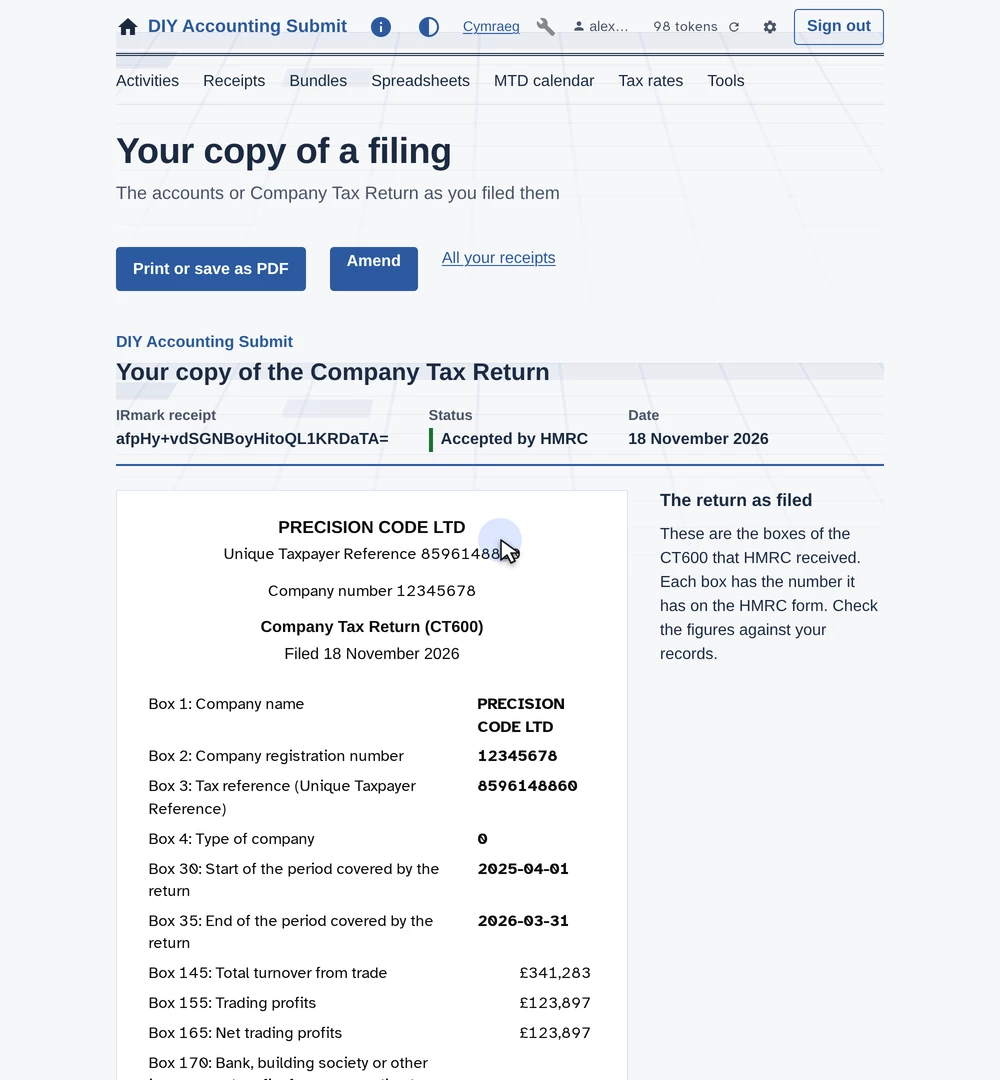 DIY Accounting Submit
Cymraeg
alex...
98 tokens
Sign out
Activities Receipts Bundles Spreadsheets MTD calendar Tax rates Tools
Your copy of a filing
The accounts or Company Tax Return as you filed them
Print or save as PDF
Amend
All your receipts
DIY Accounting Submit
Your copy of the Company Tax Return
IRmark receipt Status Date
afpHy+vdSGNBoyHitoQL1KRDaTA= Accepted by HMRC 18 November 2026
PRECISION CODE LTD
Unique Taxpayer Reference
Company number 12345678
Company Tax Return (CT600)
Filed 18 November 2026
Box 1: Company name PRECISION
CODE LTD
Box 2: Company registration number 12345678
Box 3: Tax reference (Unique Taxpayer 8596148860
Reference)
Box 4: Type of company 0
Box 30: Start of the period covered by the 2025-04-01
return
Box 35: End of the period covered by the 2026-03-31
return
Box 145: Total turnover from trade £341,283
Box 155: Trading profits £123,897
Box 165: Net trading profits £123,897
Box 170: Bank, building society or other
The return as filed
These are the boxes of the
CT600 that HMRC received.
Each box has the number it
has on the HMRC form. Check
the figures against your
records.